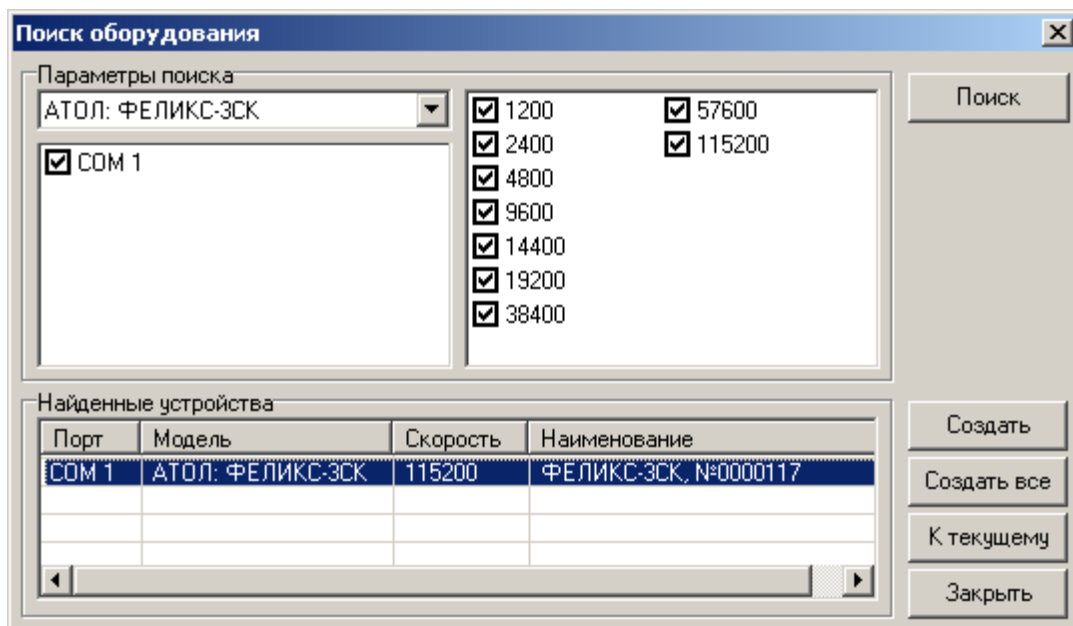 Поиск оборудования
Параметры поиска
АТОЛ: ФЕЛИКС-3СК
COM 1
1200
2400
4800
9600
14400
19200
38400
57600
115200
Поиск
Найденные устройства
Порт Модель Скорость Наименование
COM 1 АТОЛ: ФЕЛИКС-3СК 115200 ФЕЛИКС-3СК, №0000117
Создать
Создать все
К текущему
Закрыть